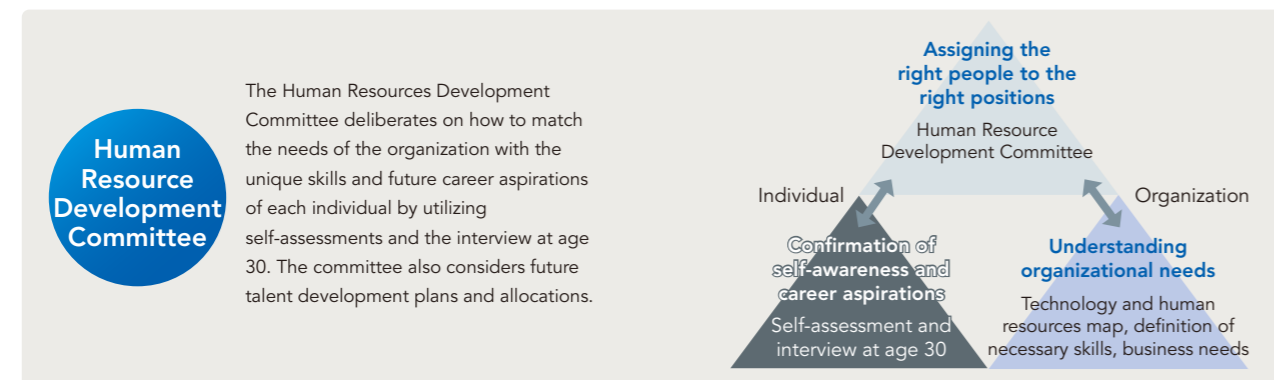 Human
Resource
Development
Committee
The Human Resources Development
Committee deliberates on how to match
the needs of the organization with the
unique skills and future career aspirations
of each individual by utilizing
self-assessments and the interview at age
30. The committee also considers future
talent development plans and allocations.
Assigning the
right people to the
right positions
Human Resource
Development Committee
Individual
Organization
Confirmation of
self-awareness and
career aspirations
Self-assessment and
interview at age 30
Understanding
organizational needs
Technology and human
resources map, definition of
necessary skills, business needs